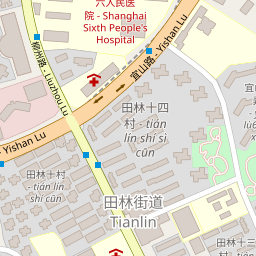 六人民医
院 - Shanghai
Sixth People's
Hospital
柳州路 - Liuzhou Lu
宜山路 - Yishan Lu
- Yishan Lu
田林十四
村 - tián
lín shí sì
cūn
田林十村
- tián lín
shí cūn
田林街道
Tianlin
田林十三